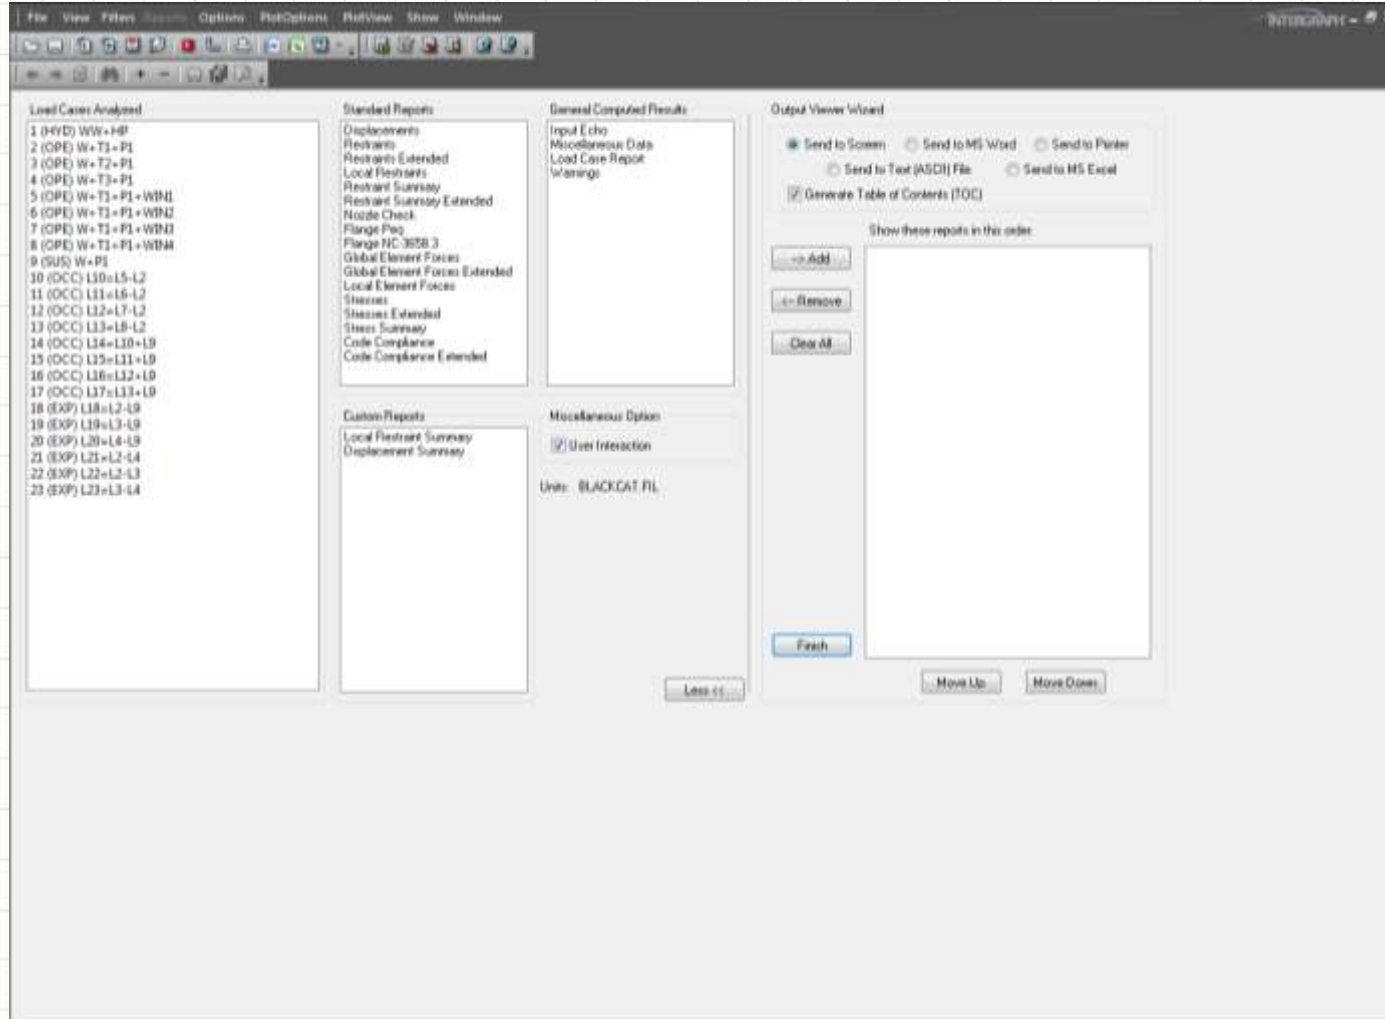 File View Filters Reports Options PlotOptions PlotView Show Window
INTERGRAPH
Load Cases Analyzed
1 (HYD) WW+HP
2 (OPE) W+T1+P1
3 (OPE) W+T2+P1
4 (OPE) W+T3+P1
5 (OPE) W+T1+P1+WIN1
6 (OPE) W+T1+P1+WIN2
7 (OPE) W+T1+P1+WIN3
8 (OPE) W+T1+P1+WIN4
9 (SUS) W+P1
10 (OCC) L10=L5-L2
11 (OCC) L11=L6-L2
12 (OCC) L12=L7-L2
13 (OCC) L13=L8-L2
14 (OCC) L14=L10+L9
15 (OCC) L15=L11+L9
16 (OCC) L16=L12+L9
17 (OCC) L17=L13+L9
18 (EXP) L18=L2-L9
19 (EXP) L19=L3-L9
20 (EXP) L20=L4-L9
21 (EXP) L21=L2-L4
22 (EXP) L22=L2-L3
23 (EXP) L23=L3-L4
Standard Reports
Displacements
Restraints
Restraints Extended
Local Restraints
Restraint Summary
Restraint Summary Extended
Nozzle Check
Flange Peq
Flange NC-3658.3
Global Element Forces
Global Element Forces Extended
Local Element Forces
Stresses
Stresses Extended
Stress Summary
Code Compliance
Code Compliance Extended
Custom Reports
Local Restraint Summary
Displacement Summary
General Computed Results
Input Echo
Miscellaneous Data
Load Case Report
Warnings
Miscellaneous Option
User Interaction
Units: BLACKCAT.FIL
Less <<
Output Viewer Wizard
Send to Screen Send to MS Word Send to Printer
Send to Text (ASCII) File Send to MS Excel
Generate Table of Contents (TOC)
Show these reports in this order
--> Add
<- Remove
Clear All
Finish
Move Up Move Down